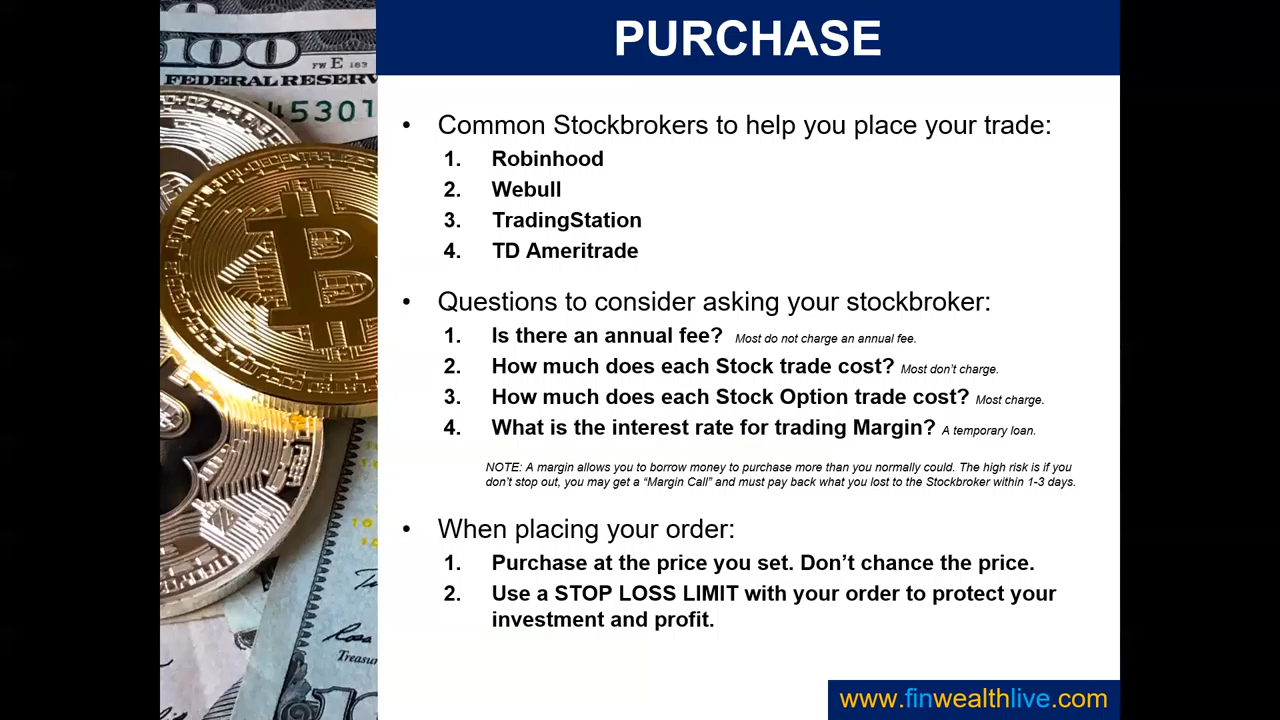 PURCHASE
• Common Stockbrokers to help you place your trade:
1. Robinhood
2. Webull
3. TradingStation
4. TD Ameritrade
• Questions to consider asking your stockbroker:
1. Is there an annual fee? Most do not charge an annual fee.
2. How much does each Stock trade cost? Most don't charge.
3. How much does each Stock Option trade cost? Most charge.
4. What is the interest rate for trading Margin? A temporary loan.
NOTE: A margin allows you to borrow money to purchase more than you normally could. The high risk is if you
don't stop out, you may get a “Margin Call” and must pay back what you lost to the Stockbroker within 1-3 days.
• When placing your order:
1. Purchase at the price you set. Don’t chance the price.
2. Use a STOP LOSS LIMIT with your order to protect your
investment and profit.
www.finwealthlive.com
100
FW E 163
FEDERAL RESERV
45307
DECENTRALIZE
Treasu